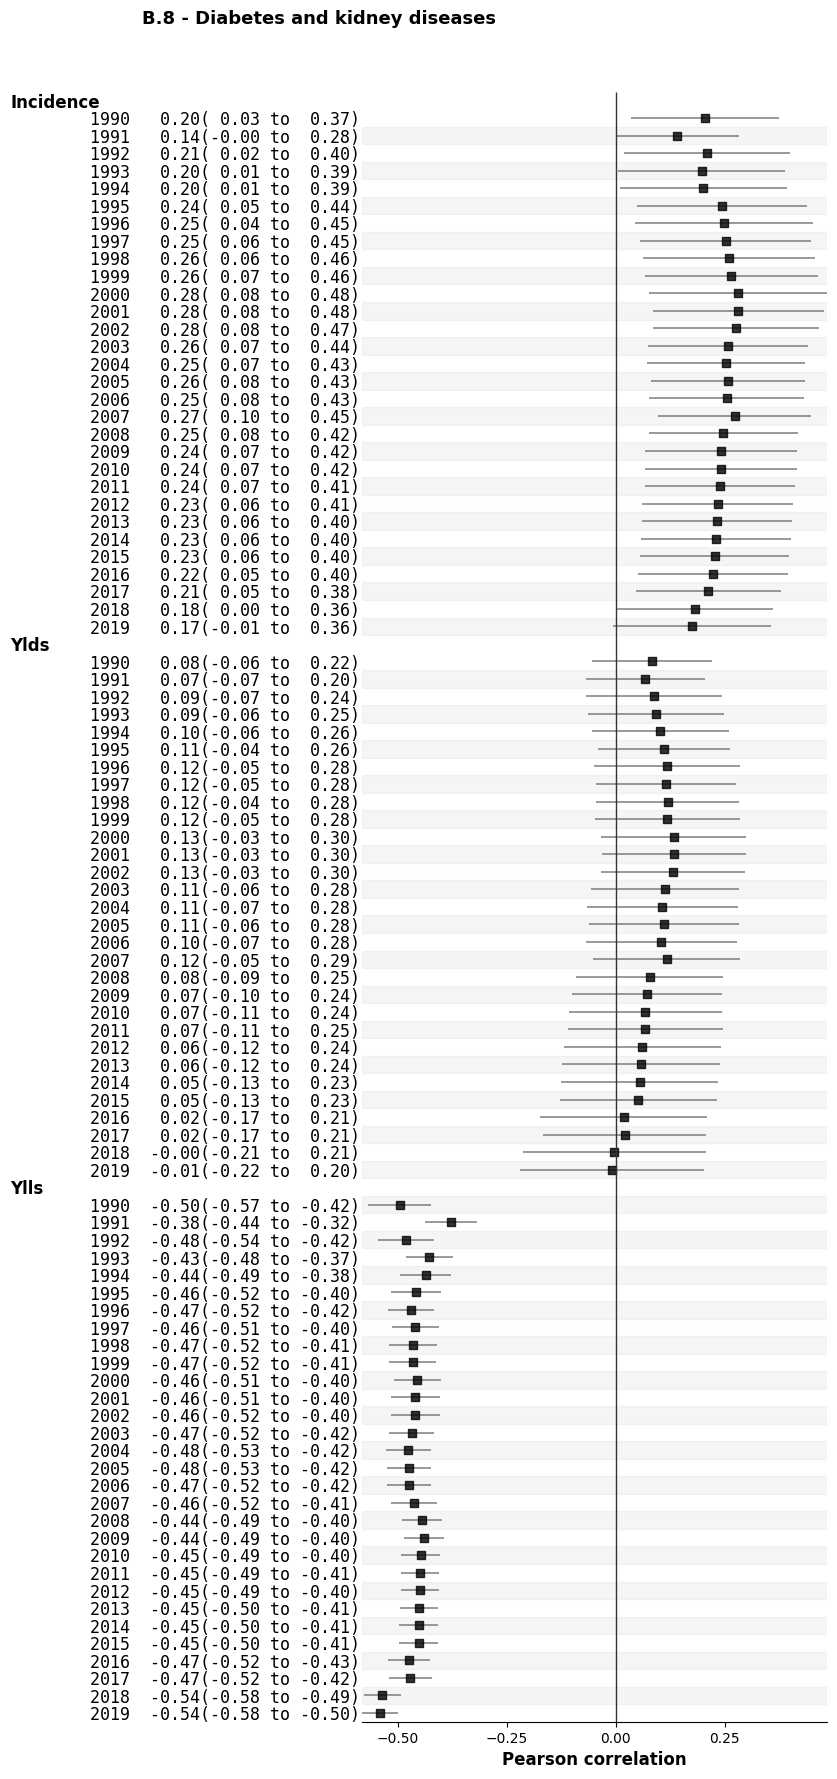 B.8 - Diabetes and kidney diseases
Incidence
1990   0.20( 0.03 to  0.37)
1991   0.14(-0.00 to  0.28)
1992   0.21( 0.02 to  0.40)
1993   0.20( 0.01 to  0.39)
1994   0.20( 0.01 to  0.39)
1995   0.24( 0.05 to  0.44)
1996   0.25( 0.04 to  0.45)
1997   0.25( 0.06 to  0.45)
1998   0.26( 0.06 to  0.46)
1999   0.26( 0.07 to  0.46)
2000   0.28( 0.08 to  0.48)
2001   0.28( 0.08 to  0.48)
2002   0.28( 0.08 to  0.47)
2003   0.26( 0.07 to  0.44)
2004   0.25( 0.07 to  0.43)
2005   0.26( 0.08 to  0.43)
2006   0.25( 0.08 to  0.43)
2007   0.27( 0.10 to  0.45)
2008   0.25( 0.08 to  0.42)
2009   0.24( 0.07 to  0.42)
2010   0.24( 0.07 to  0.42)
2011   0.24( 0.07 to  0.41)
2012   0.23( 0.06 to  0.41)
2013   0.23( 0.06 to  0.40)
2014   0.23( 0.06 to  0.40)
2015   0.23( 0.06 to  0.40)
2016   0.22( 0.05 to  0.40)
2017   0.21( 0.05 to  0.38)
2018   0.18( 0.00 to  0.36)
2019   0.17(-0.01 to  0.36)
Ylds
1990   0.08(-0.06 to  0.22)
1991   0.07(-0.07 to  0.20)
1992   0.09(-0.07 to  0.24)
1993   0.09(-0.06 to  0.25)
1994   0.10(-0.06 to  0.26)
1995   0.11(-0.04 to  0.26)
1996   0.12(-0.05 to  0.28)
1997   0.12(-0.05 to  0.28)
1998   0.12(-0.04 to  0.28)
1999   0.12(-0.05 to  0.28)
2000   0.13(-0.03 to  0.30)
2001   0.13(-0.03 to  0.30)
2002   0.13(-0.03 to  0.30)
2003   0.11(-0.06 to  0.28)
2004   0.11(-0.07 to  0.28)
2005   0.11(-0.06 to  0.28)
2006   0.10(-0.07 to  0.28)
2007   0.12(-0.05 to  0.29)
2008   0.08(-0.09 to  0.25)
2009   0.07(-0.10 to  0.24)
2010   0.07(-0.11 to  0.24)
2011   0.07(-0.11 to  0.25)
2012   0.06(-0.12 to  0.24)
2013   0.06(-0.12 to  0.24)
2014   0.05(-0.13 to  0.23)
2015   0.05(-0.13 to  0.23)
2016   0.02(-0.17 to  0.21)
2017   0.02(-0.17 to  0.21)
2018  -0.00(-0.21 to  0.21)
2019  -0.01(-0.22 to  0.20)
Ylls
1990  -0.50(-0.57 to -0.42)
1991  -0.38(-0.44 to -0.32)
1992  -0.48(-0.54 to -0.42)
1993  -0.43(-0.48 to -0.37)
1994  -0.44(-0.49 to -0.38)
1995  -0.46(-0.52 to -0.40)
1996  -0.47(-0.52 to -0.42)
1997  -0.46(-0.51 to -0.40)
1998  -0.47(-0.52 to -0.41)
1999  -0.47(-0.52 to -0.41)
2000  -0.46(-0.51 to -0.40)
2001  -0.46(-0.51 to -0.40)
2002  -0.46(-0.52 to -0.40)
2003  -0.47(-0.52 to -0.42)
2004  -0.48(-0.53 to -0.42)
2005  -0.48(-0.53 to -0.42)
2006  -0.47(-0.52 to -0.42)
2007  -0.46(-0.52 to -0.41)
2008  -0.44(-0.49 to -0.40)
2009  -0.44(-0.49 to -0.40)
2010  -0.45(-0.49 to -0.40)
2011  -0.45(-0.49 to -0.41)
2012  -0.45(-0.49 to -0.40)
2013  -0.45(-0.50 to -0.41)
2014  -0.45(-0.50 to -0.41)
2015  -0.45(-0.50 to -0.41)
2016  -0.47(-0.52 to -0.43)
2017  -0.47(-0.52 to -0.42)
2018  -0.54(-0.58 to -0.49)
2019  -0.54(-0.58 to -0.50)
−0.50 −0.25 0.00 0.25
Pearson correlation